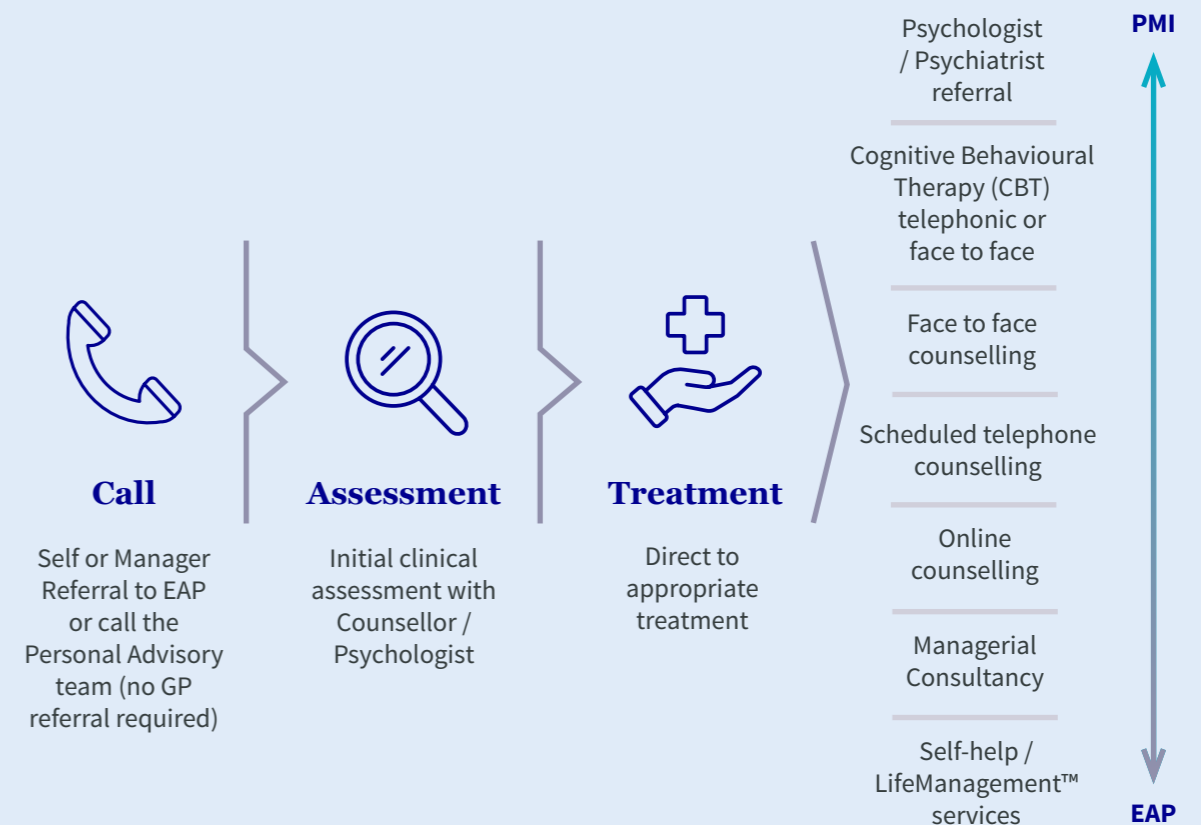 Call
Self or Manager
Referral to EAP
or call the
Personal Advisory
team (no GP
referral required)
Assessment
Initial clinical
assessment with
Counsellor /
Psychologist
Treatment
Direct to
appropriate
treatment
Psychologist
/ Psychiatrist
referral
Cognitive Behavioural
Therapy (CBT)
telephonic or
face to face
Face to face
counselling
Scheduled telephone
counselling
Online
counselling
Managerial
Consultancy
Self-help /
LifeManagement™
services
PMI
EAP